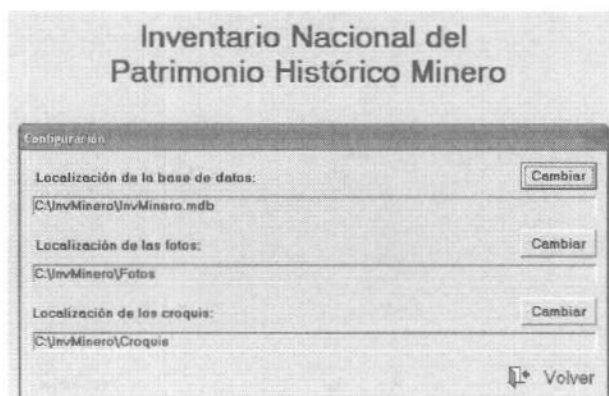 Inventario Nacional del
Patrimonio Histórico Minero
Configuración
Localización de la base de datos:
Cambiar
C:\InvMinero\InvMinero.mdb
Localización de las fotos:
Cambiar
C:\InvMinero\Fotos
Localización de los croquis:
Cambiar
C:\InvMinero\Croquis
Volver